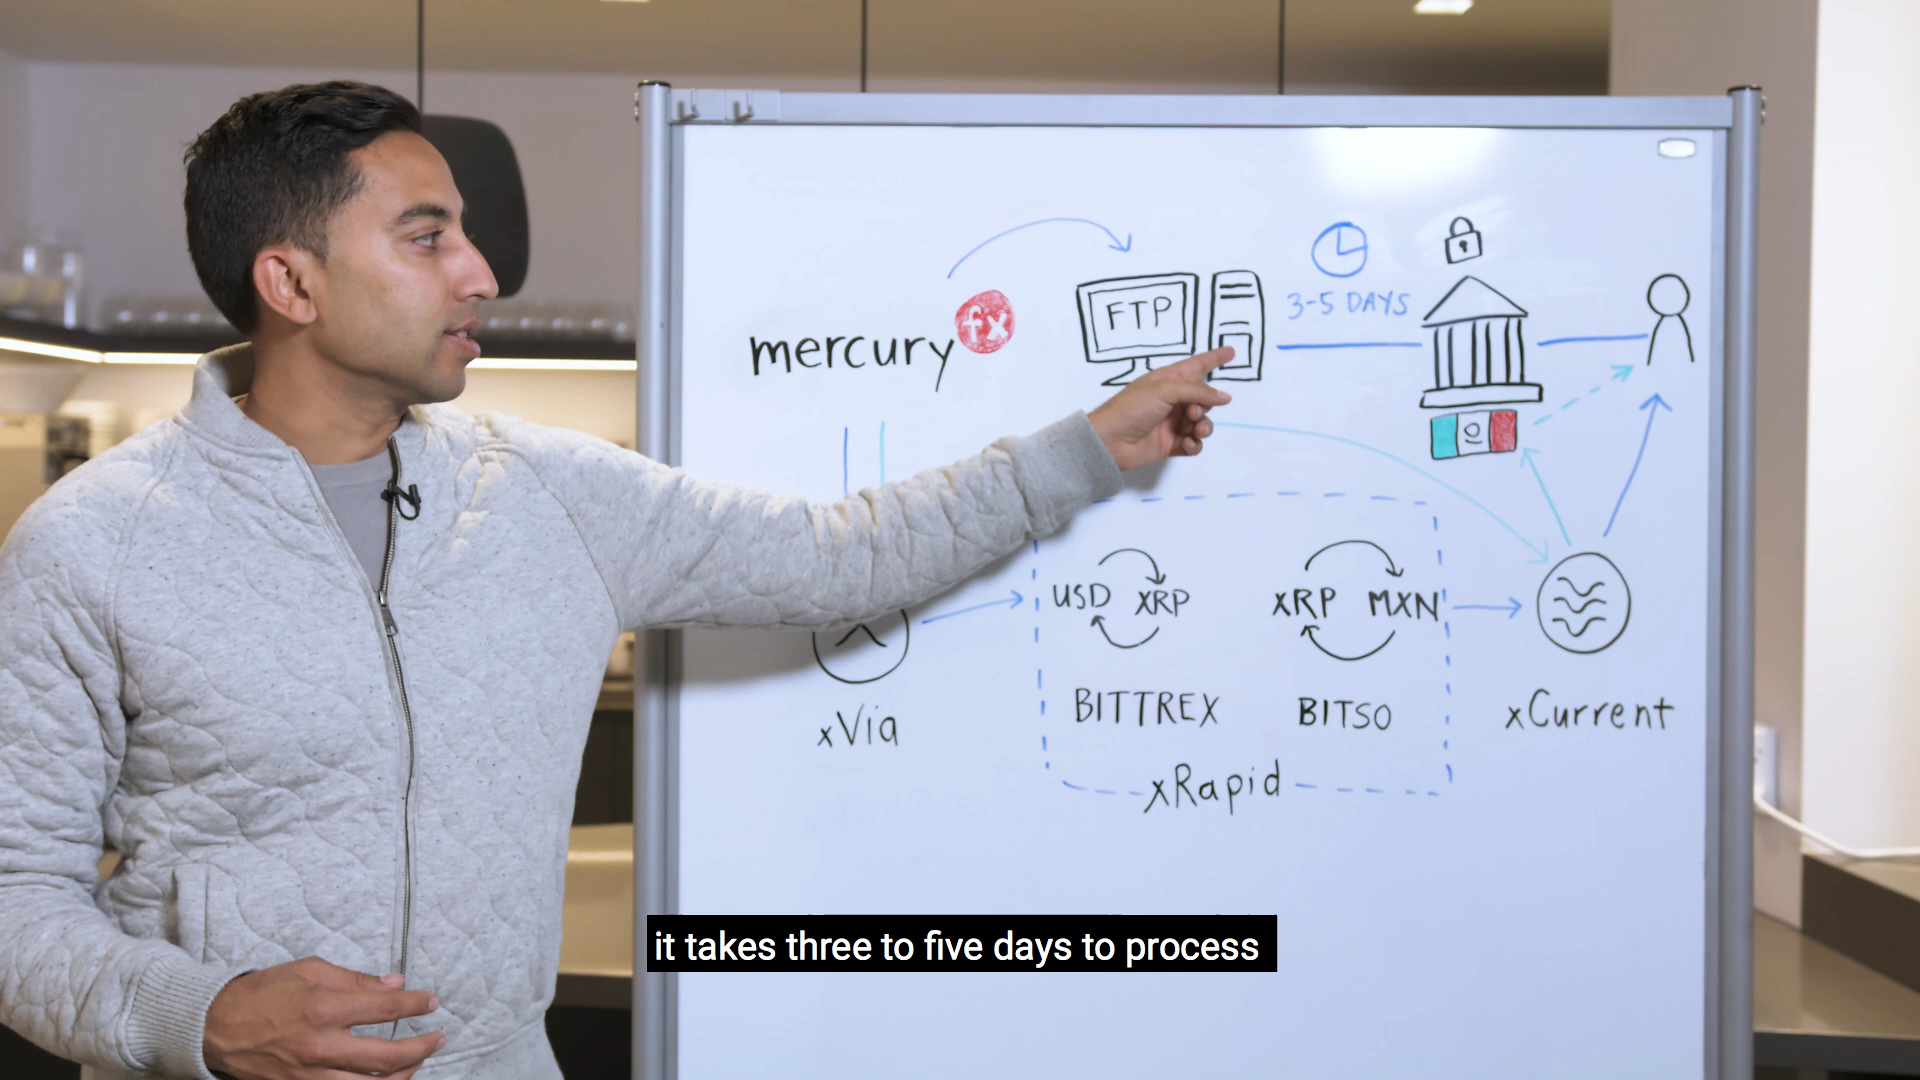 mercury fx
FTP
3-5 DAYS
USD XRP
XRP MXN
BITTREX
BITSO
xVia
xRapid
xCurrent
it takes three to five days to process